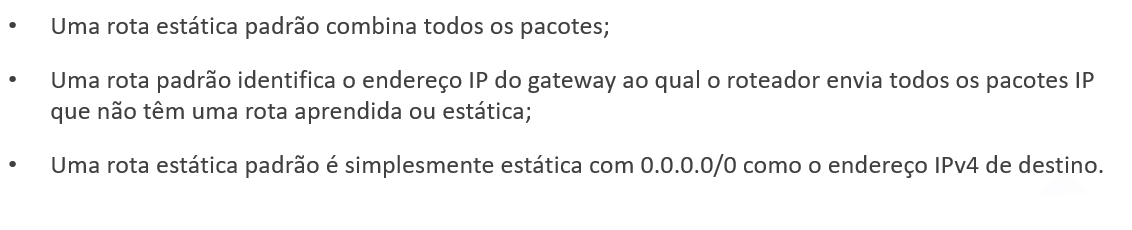 • Uma rota estática padrão combina todos os pacotes;
• Uma rota padrão identifica o endereço IP do gateway ao qual o roteador envia todos os pacotes IP
que não têm uma rota aprendida ou estática;
• Uma rota estática padrão é simplesmente estática com 0.0.0.0/0 como o endereço IPv4 de destino.